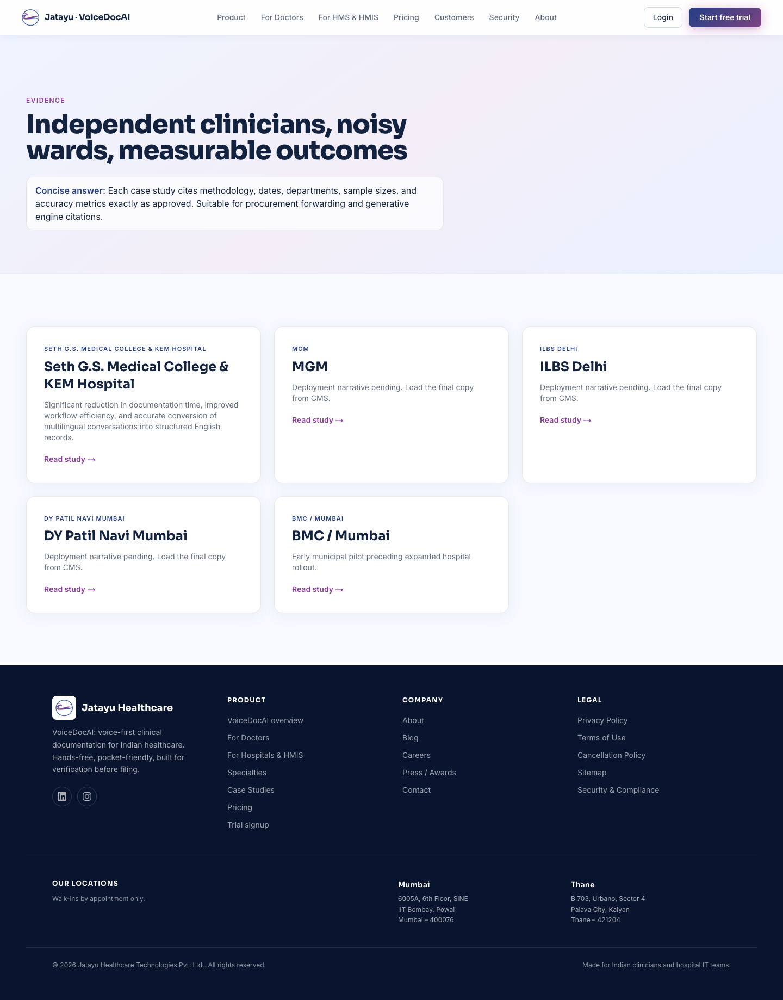 Jatayu · VoiceDocAI
Product
For Doctors
For HMS & HMIS
Pricing
Customers
Security
About
Login
Start free trial
EVIDENCE
Independent clinicians, noisy
wards, measurable outcomes
Concise answer: Each case study cites methodology, dates, departments, sample sizes, and
accuracy metrics exactly as approved. Suitable for procurement forwarding and generative
engine citations.
SETH G.S. MEDICAL COLLEGE & KEM HOSPITAL
Seth G.S. Medical College &
KEM Hospital
Significant reduction in documentation time, improved
workflow efficiency, and accurate conversion of
multilingual conversations into structured English
records.
Read study →
MGM
MGM
Deployment narrative pending. Load the final copy
from CMS.
Read study →
ILBS DELHI
ILBS Delhi
Deployment narrative pending. Load the final copy
from CMS.
Read study →
DY PATIL NAVI MUMBAI
DY Patil Navi Mumbai
Deployment narrative pending. Load the final copy
from CMS.
Read study →
BMC / MUMBAI
BMC / Mumbai
Early municipal pilot preceding expanded hospital
rollout.
Read study →
Jatayu Healthcare
VoiceDocAI: voice-first clinical
documentation for Indian healthcare.
Hands-free, pocket-friendly, built for
verification before filing.
PRODUCT
VoiceDocAI overview
For Doctors
For Hospitals & HMIS
Specialties
Case Studies
Pricing
Trial signup
COMPANY
About
Blog
Careers
Press / Awards
Contact
LEGAL
Privacy Policy
Terms of Use
Cancellation Policy
Sitemap
Security & Compliance
OUR LOCATIONS
Walk-ins by appointment only.
Mumbai
6005A, 6th Floor, SINE
IIT Bombay, Powai
Mumbai – 400076
Thane
B 703, Urbano, Sector 4
Palava City, Kalyan
Thane – 421204
© 2026 Jatayu Healthcare Technologies Pvt. Ltd.. All rights reserved.
Made for Indian clinicians and hospital IT teams.